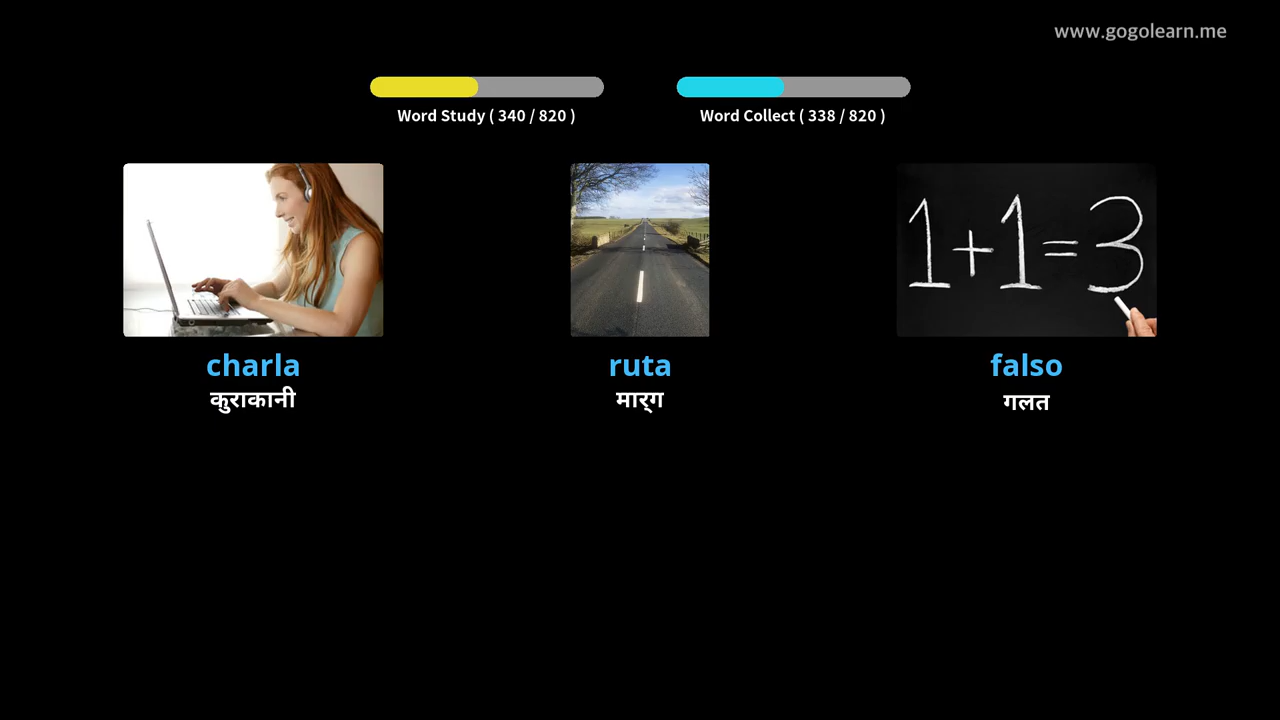 www.gogolearn.me
Word Study ( 340 / 820 )
Word Collect ( 338 / 820 )
1+1=3
charla
ruta
falso
कुराकानी
मार्ग
गलत